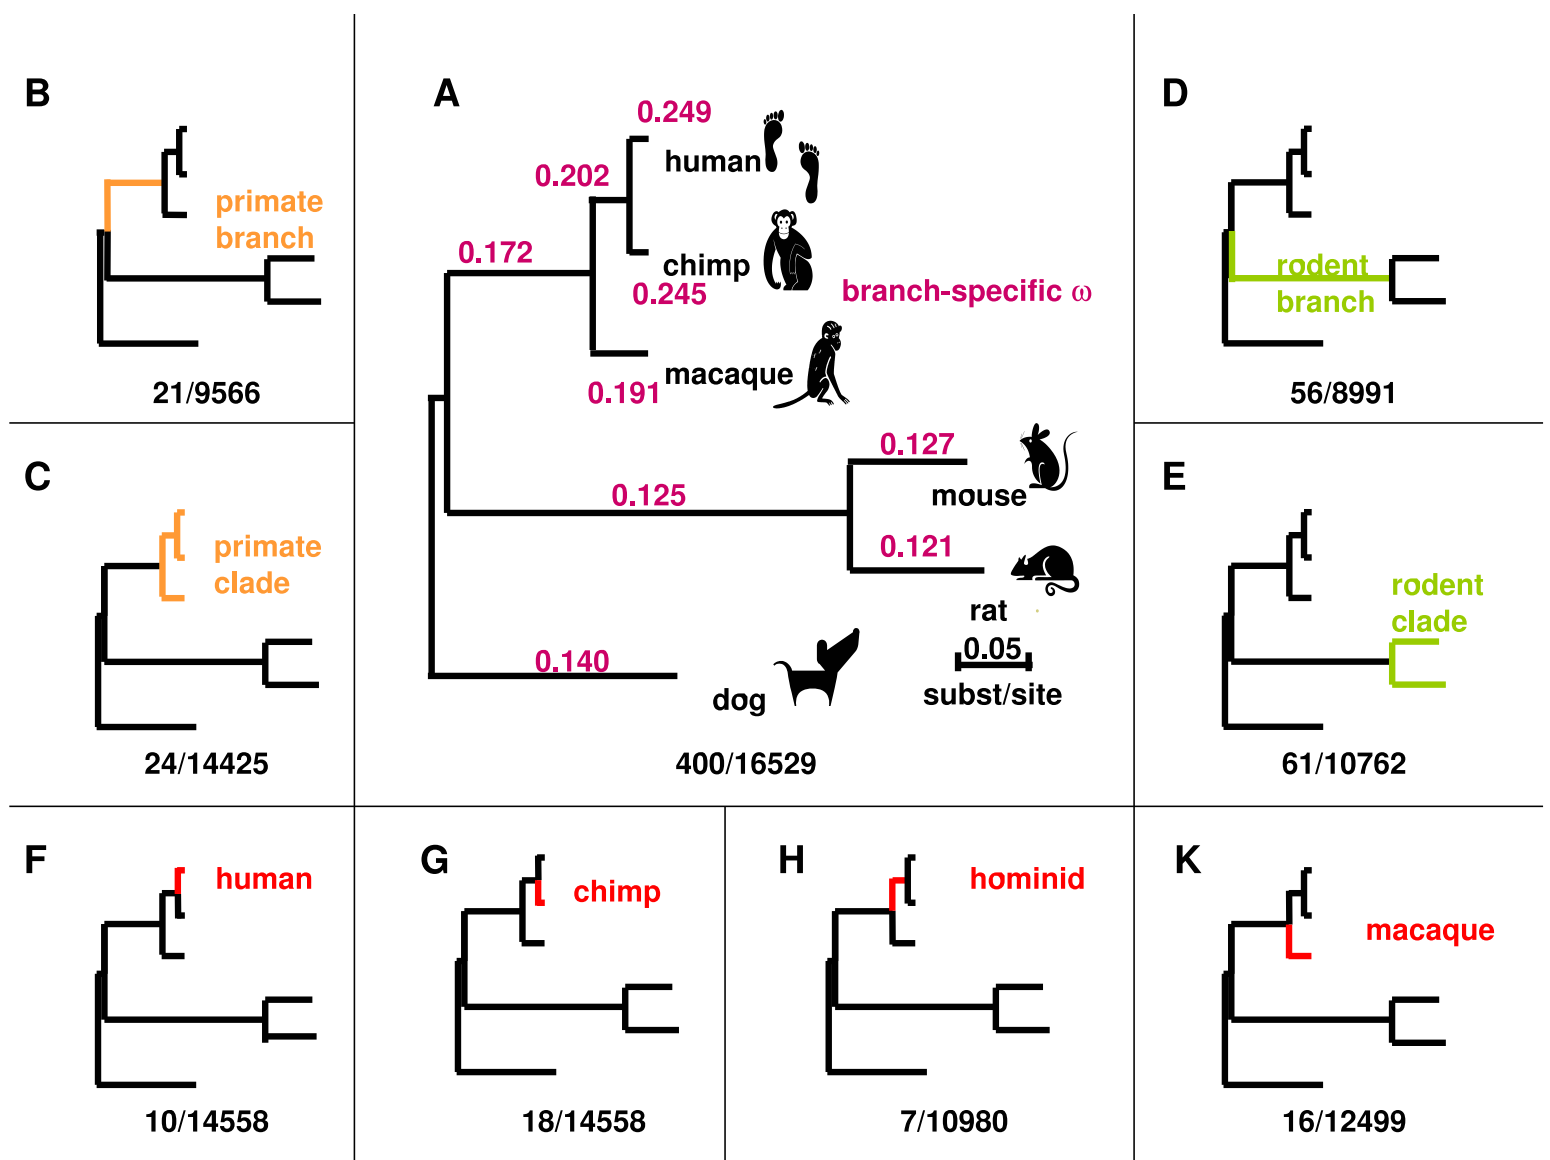 B
primate
branch
21/9566
A
0.249
human
0.202
0.172
chimp
0.245
branch-specific ω
macaque
0.191
0.127
mouse
0.125
0.121
rat
0.05
subst/site
0.140
dog
400/16529
D
rodent
branch
56/8991
C
primate
clade
24/14425
E
rodent
clade
61/10762
F
human
10/14558
G
chimp
18/14558
H
hominid
7/10980
K
macaque
16/12499